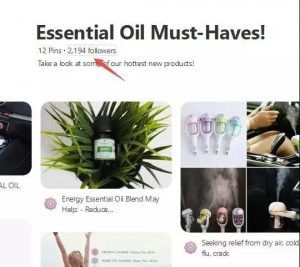 Essential Oil Must-Haves!
12 Pins • 2,194 followers
Take a look at some of our hottest new products!
AL OIL
Energy Essential Oil Blend May
Help: - Reduce...
Seeking relief from dry air, cold
flu, crack